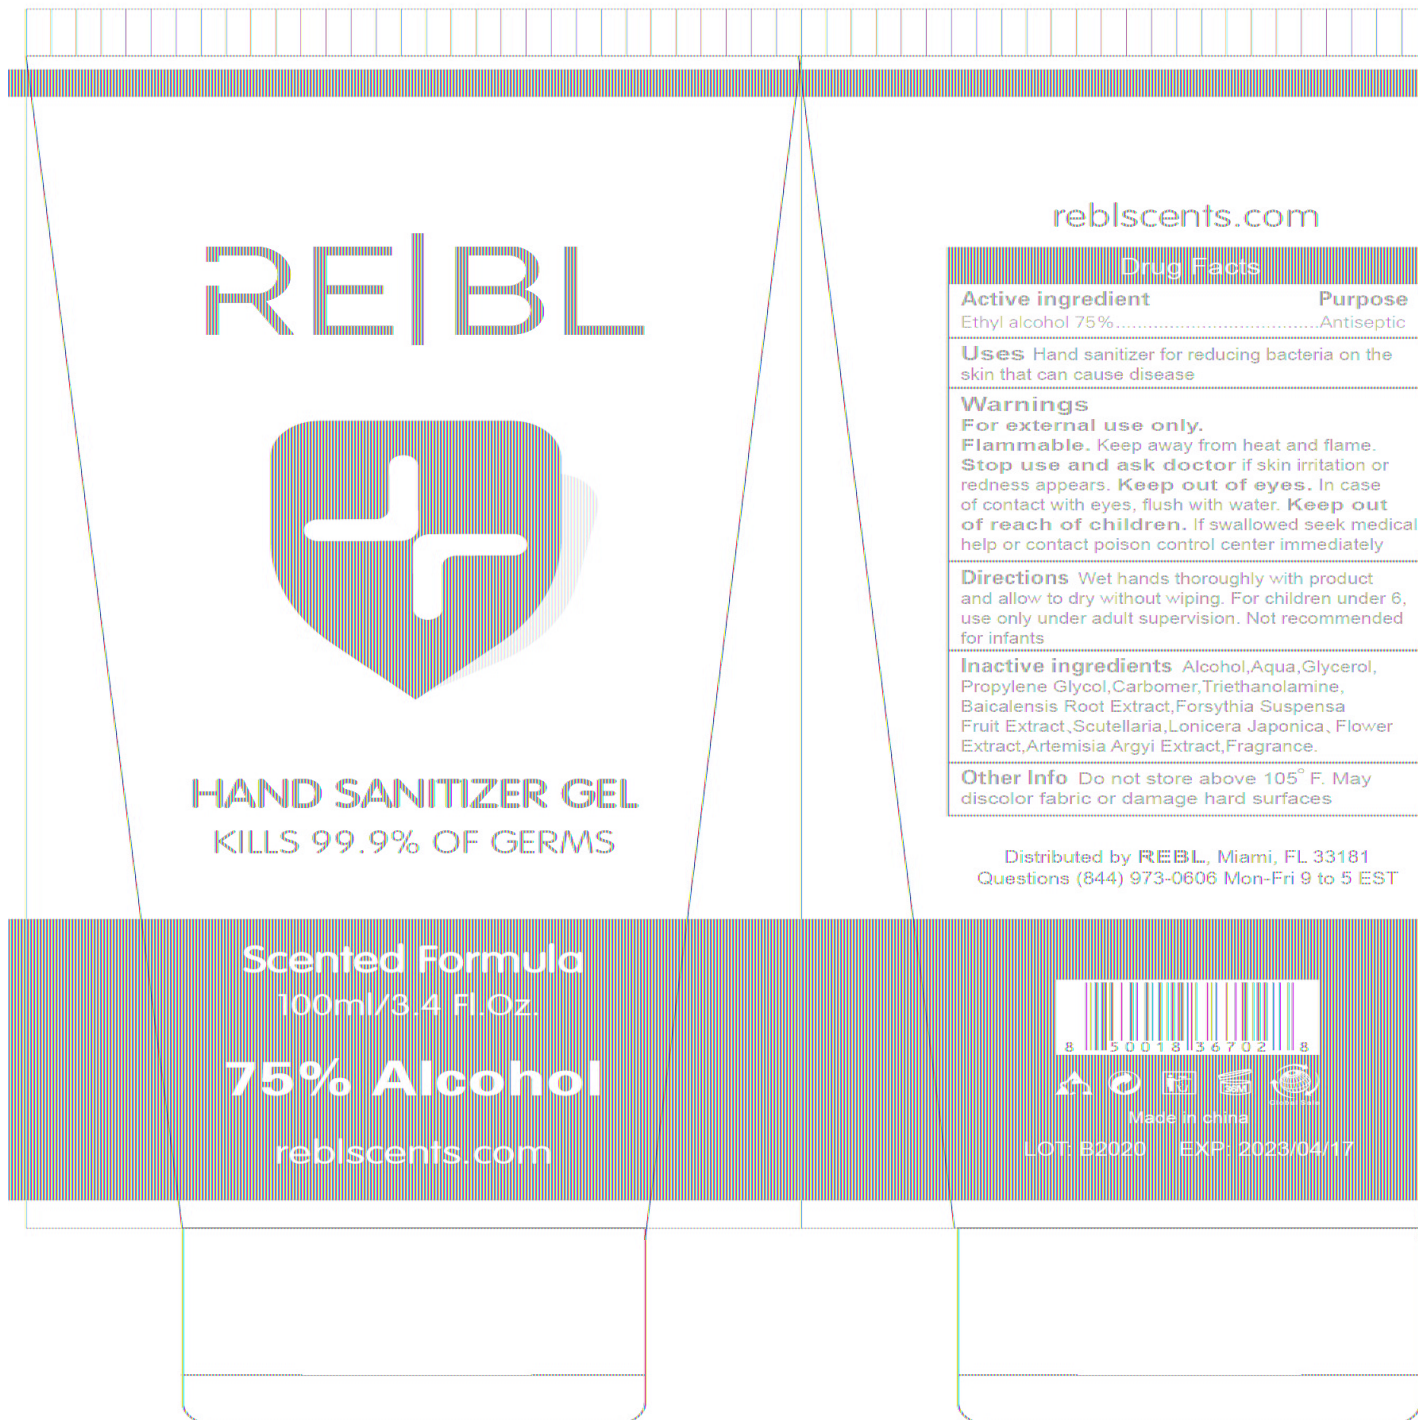 RE|BL
HAND SANITIZER GEL
KILLS 99.9% OF GERMS
Scented Formula
100ml/3.4 Fl.Oz.
75% Alcohol
reblscents.com
reblscents.com
Drug Facts
Active ingredient Purpose
Ethyl alcohol 75%......................................Antiseptic
Uses Hand sanitizer for reducing bacteria on the
skin that can cause disease
Warnings
For external use only.
Flammable. Keep away from heat and flame.
Stop use and ask doctor if skin irritation or
redness appears. Keep out of eyes. In case
of contact with eyes, flush with water. Keep out
of reach of children. If swallowed seek medical
help or contact poison control center immediately
Directions Wet hands thoroughly with product
and allow to dry without wiping. For children under 6,
use only under adult supervision. Not recommended
for infants
Inactive ingredients Alcohol,Aqua,Glycerol,
Propylene Glycol,Carbomer,Triethanolamine,
Baicalensis Root Extract,Forsythia Suspensa
Fruit Extract、Scutellaria,Lonicera Japonica、Flower
Extract,Artemisia Argyi Extract,Fragrance.
Other Info Do not store above 105° F. May
discolor fabric or damage hard surfaces
Distributed by REBL, Miami, FL 33181
Questions (844) 973-0606 Mon-Fri 9 to 5 EST
8 50018 36702 8
36M
Made in china
LOT: B2020 EXP: 2023/04/17